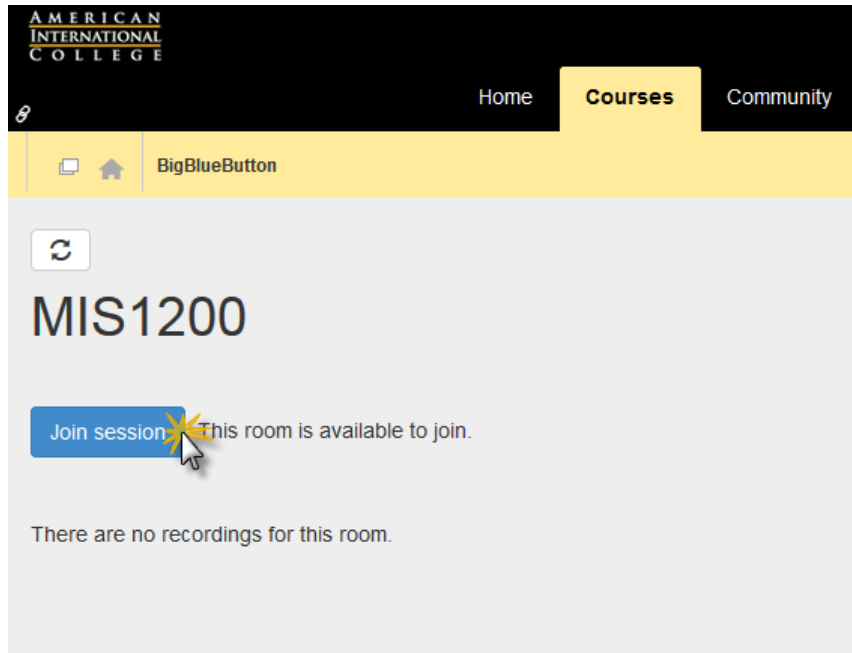 AMERICAN
INTERNATIONAL
COLLEGE
Home Courses Community
BigBlueButton
MIS1200
Join session This room is available to join.
There are no recordings for this room.